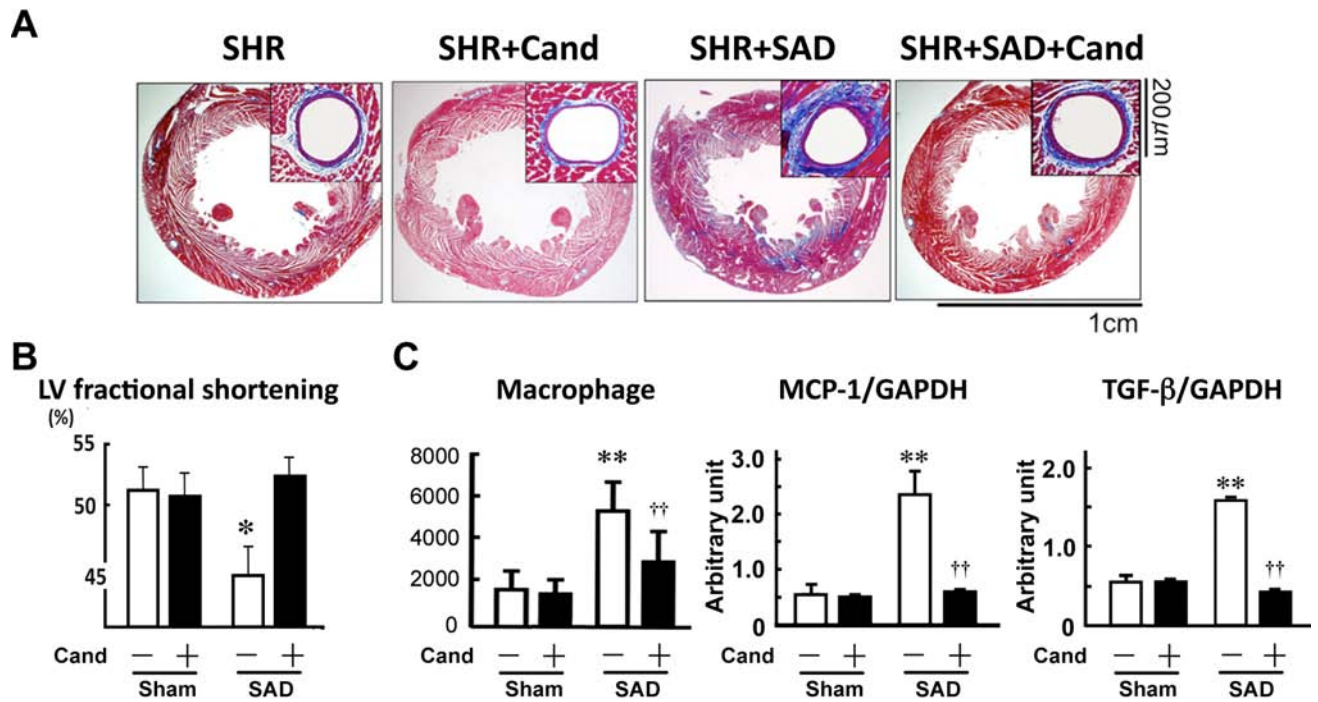 A
SHR
SHR+Cand
SHR+SAD
SHR+SAD+Cand
200 μm
1cm
B
LV fractional shortening
(%)
55
50
45
*
Cand − + − +
Sham SAD
C
Macrophage
8000
6000
4000
2000
0
**
††
Cand − + − +
Sham SAD
MCP-1/GAPDH
Arbitrary unit
3.0
2.0
1.0
0
**
††
− + − +
Sham SAD
TGF-β/GAPDH
Arbitrary unit
2.0
1.0
0
**
††
Cand − + − +
Sham SAD